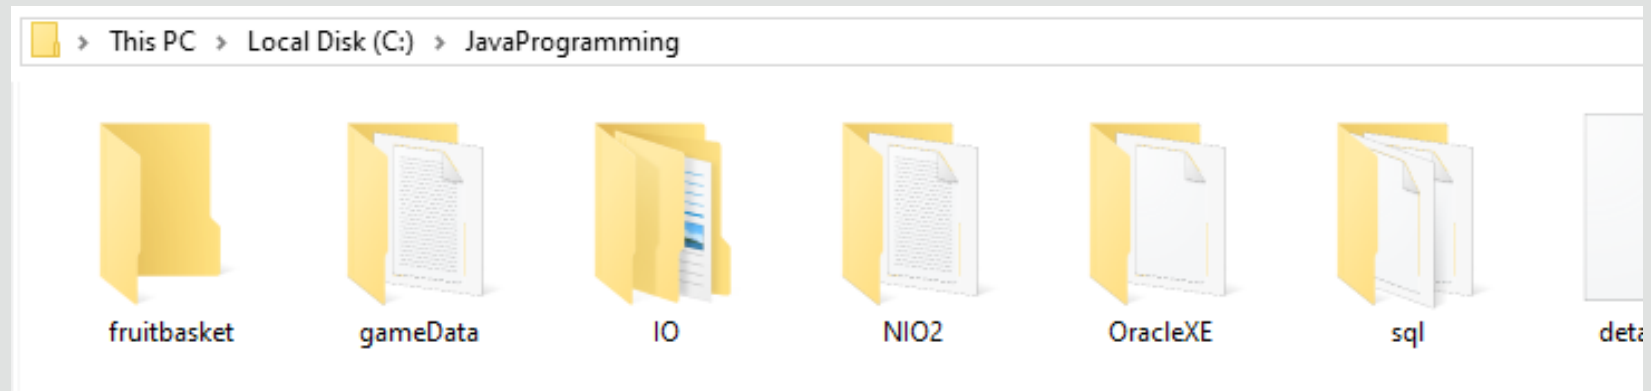 This PC > Local Disk (C:) > JavaProgramming
fruitbasket gameData IO NIO2 OracleXE sql